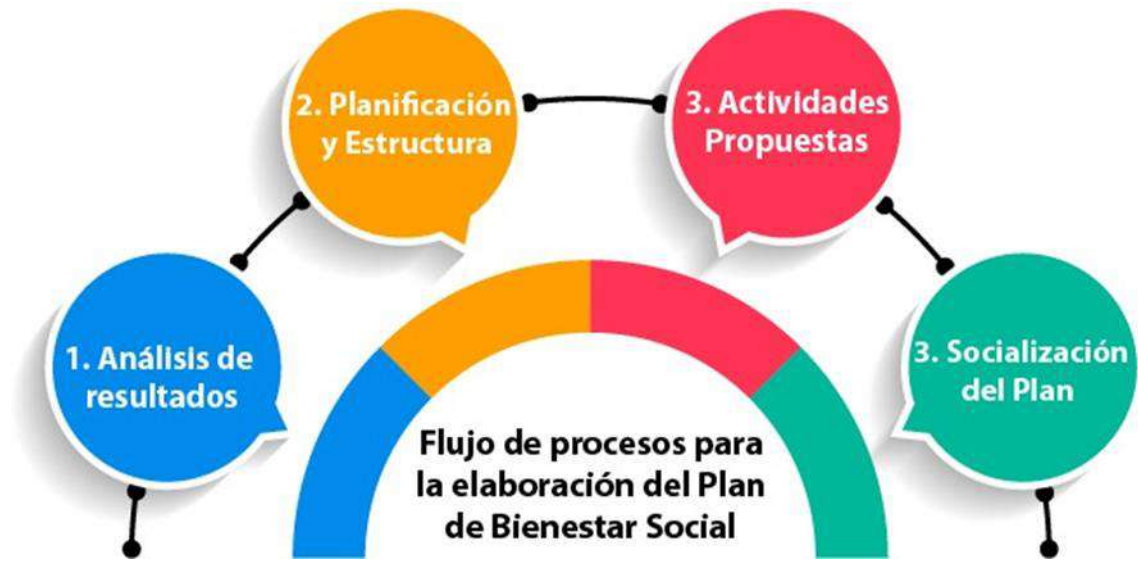 1. Análisis de
resultados
2. Planificación
y Estructura
3. Actividades
Propuestas
3. Socialización
del Plan
Flujo de procesos para
la elaboración del Plan
de Bienestar Social